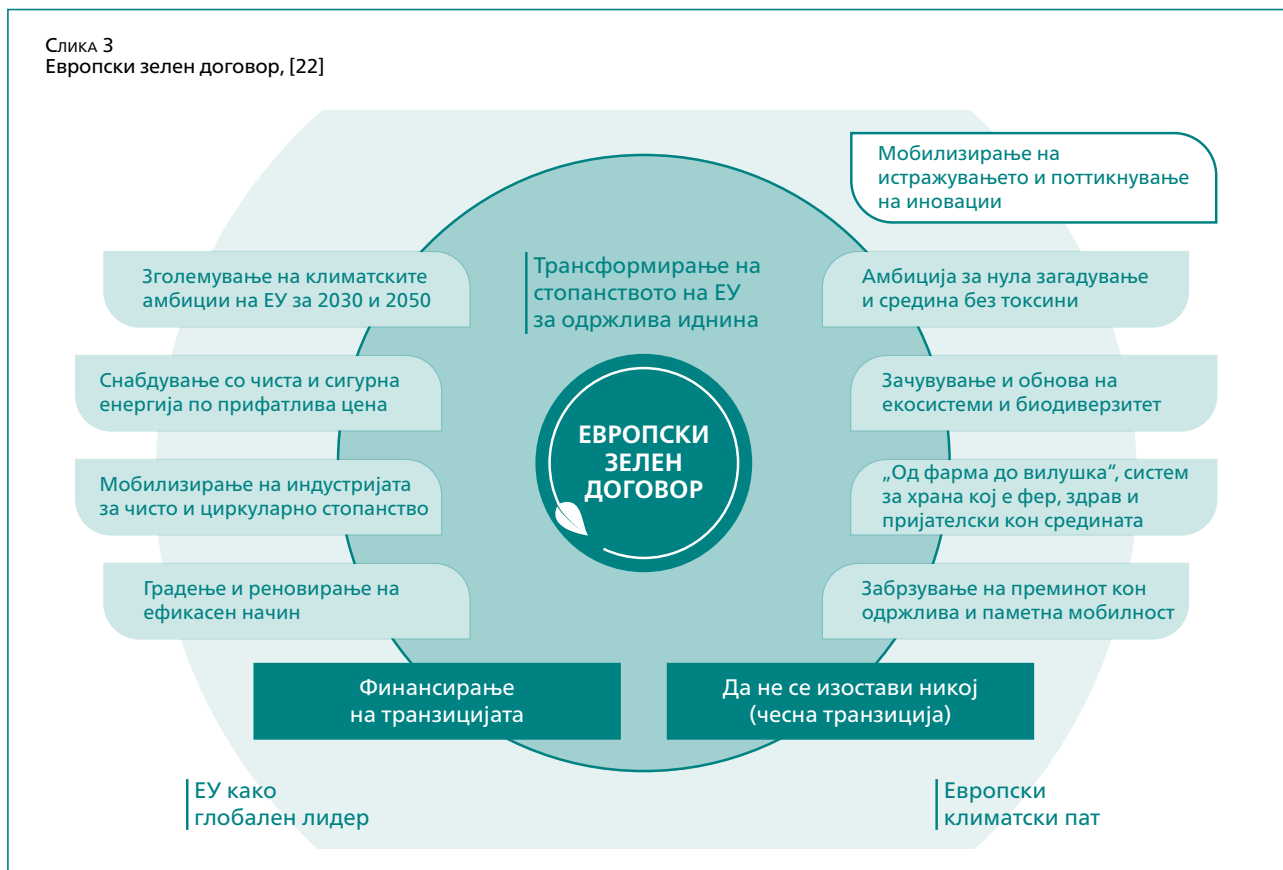 Слика 3
Европски зелен договор, [22]
Мобилизирање на
истражувањето и поттикнување
на иновации
Трансформирање на
стопанството на ЕУ
за одржлива иднина
Зголемување на климатските
амбиции на ЕУ за 2030 и 2050
Снабдување со чиста и сигурна
енергија по прифатлива цена
Мобилизирање на индустријата
за чисто и циркуларно стопанство
Градење и реновирање на
ефикасен начин
ЕВРОПСКИ
ЗЕЛЕН
ДОГОВОР
Амбиција за нула загадување
и средина без токсини
Зачувување и обнова на
екосистеми и биодиверзитет
„Од фарма до вилушка“, систем
за храна кој е фер, здрав и
пријателски кон средината
Забрзување на преминот кон
одржлива и паметна мобилност
Финансирање
на транзицијата
Да не се изостави никој
(чесна транзиција)
ЕУ како
глобален лидер
Европски
климатски пат